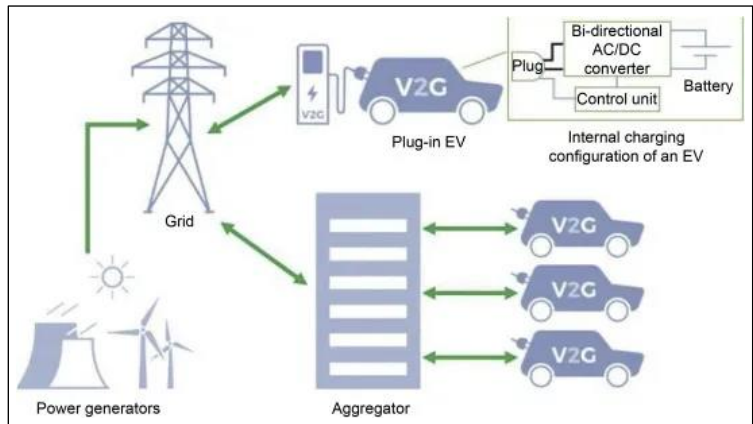 Bi-directional
AC/DC
converter
Plug
Control unit
Battery
V2G
V2G
Plug-in EV
Internal charging
configuration of an EV
Grid
V2G
V2G
V2G
Power generators
Aggregator